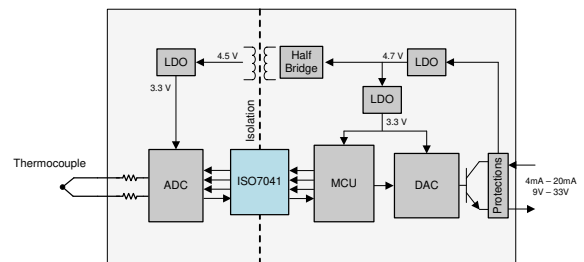 LDO
4.5 V
Half
Bridge
4.7 V
LDO
3.3 V
LDO
3.3 V
Isolation
Thermocouple
ADC
ISO7041
MCU
DAC
Protections
4mA – 20mA
9V – 33V